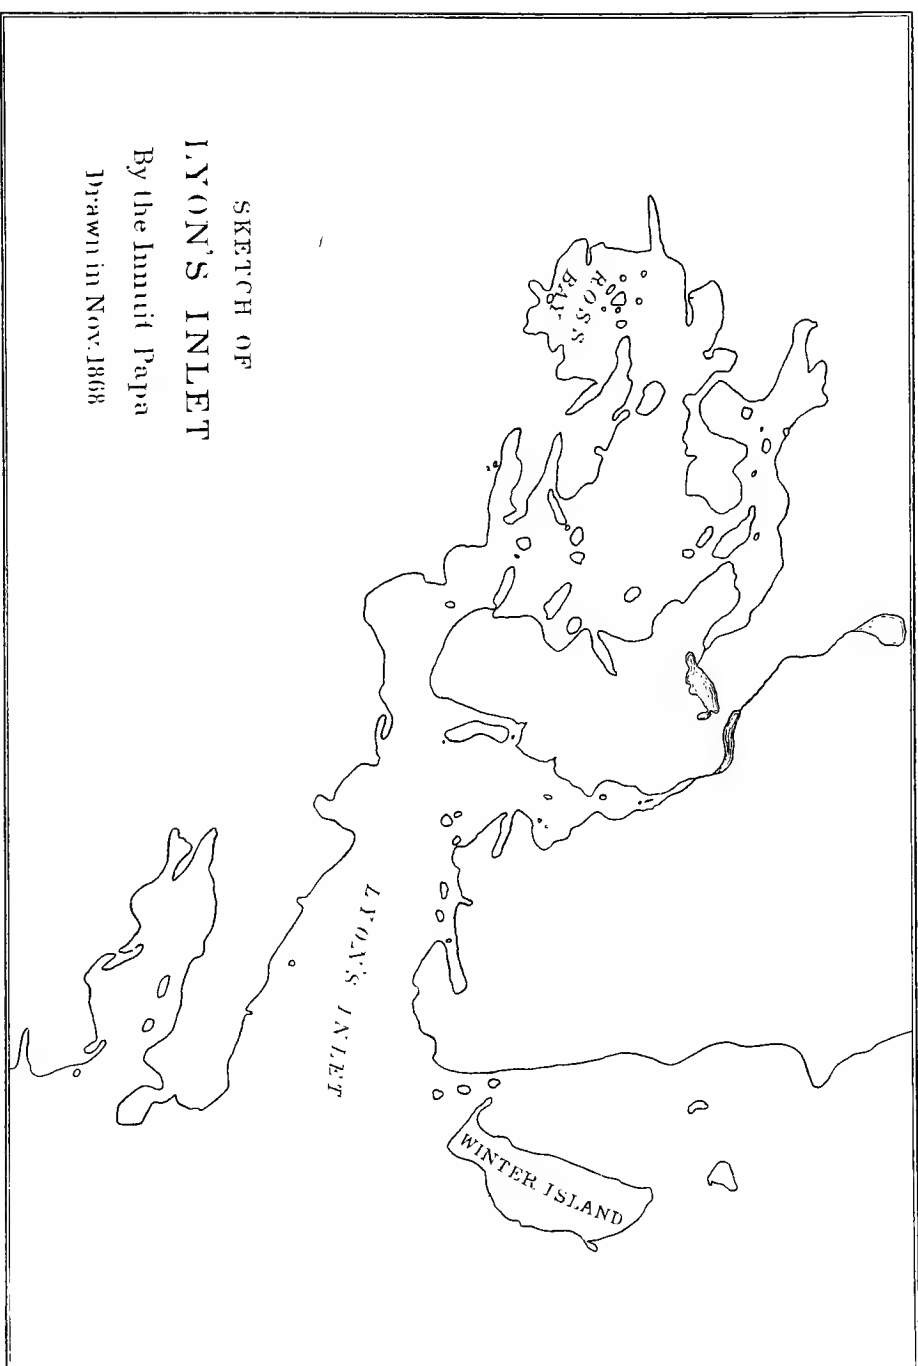 SKETCH OF
LYON'S INLET
By the Innuit Papa
Drawn in Nov. 1868
ROSS
BAY
LYON'S INLET
WINTER ISLAND